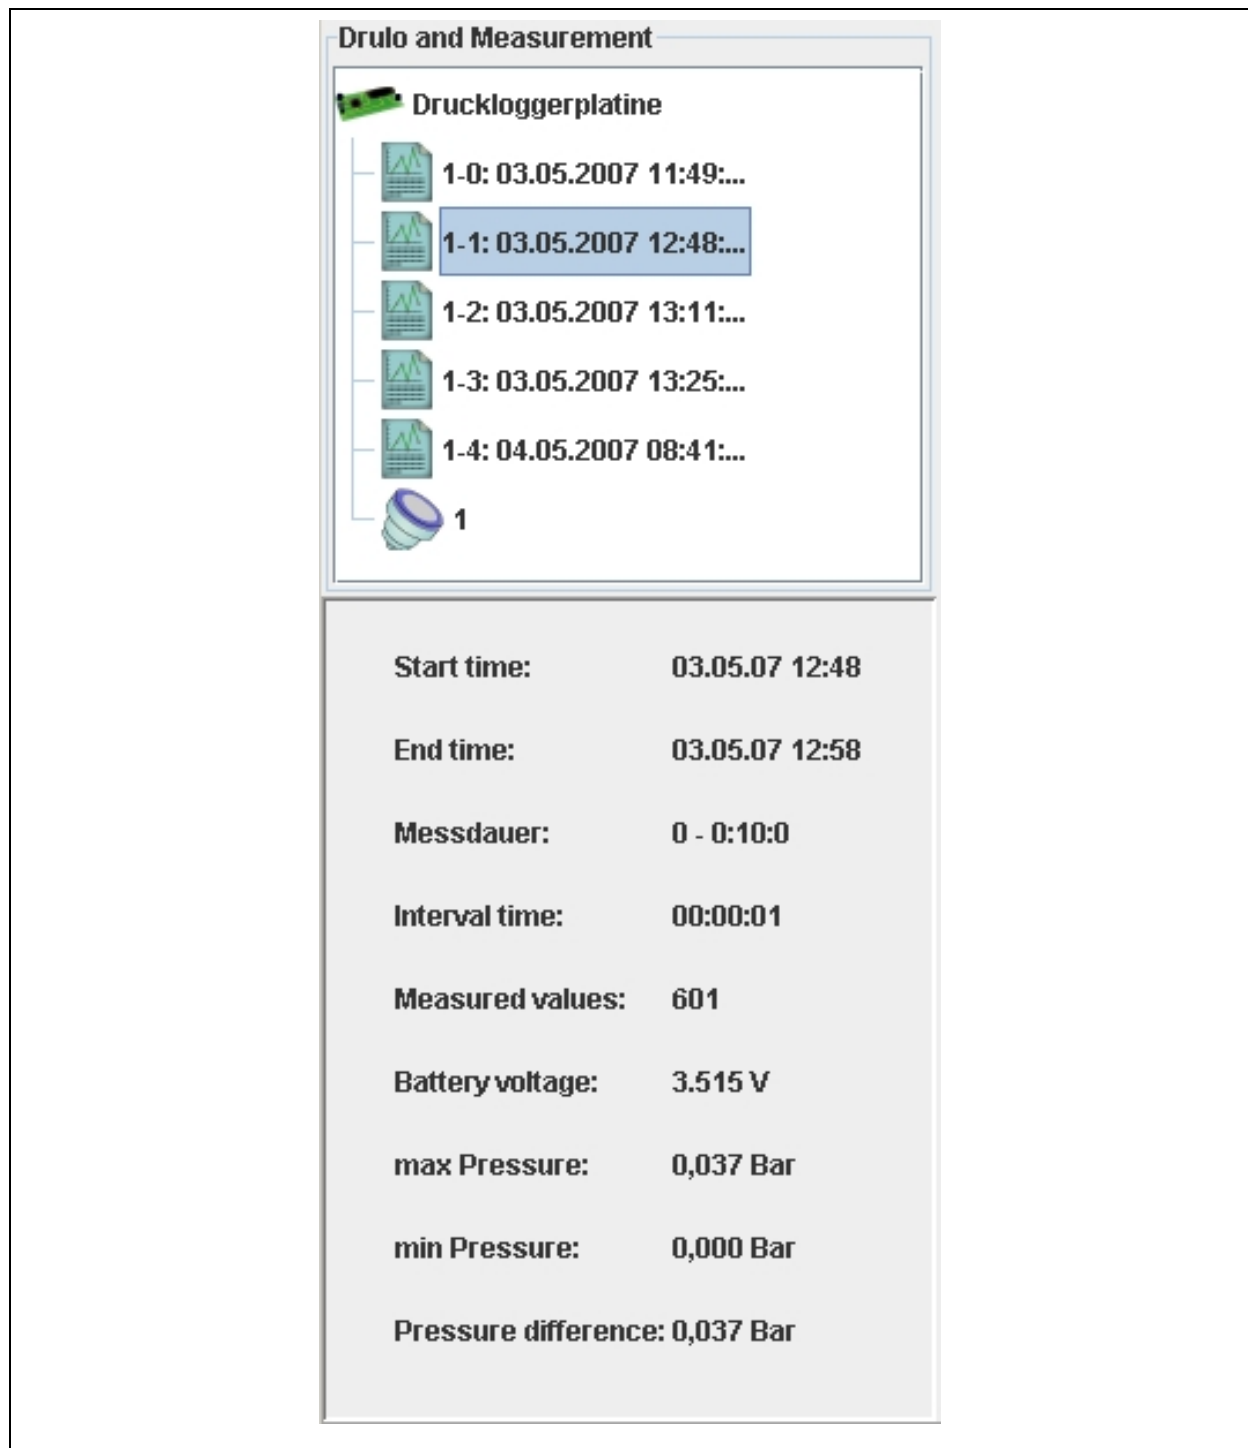 Drulo and Measurement
Druckloggerplatine
1-0: 03.05.2007 11:49:...
1-1: 03.05.2007 12:48:...
1-2: 03.05.2007 13:11:...
1-3: 03.05.2007 13:25:...
1-4: 04.05.2007 08:41:...
1
Start time: 03.05.07 12:48
End time: 03.05.07 12:58
Messdauer: 0 - 0:10:0
Interval time: 00:00:01
Measured values: 601
Battery voltage: 3.515 V
max Pressure: 0,037 Bar
min Pressure: 0,000 Bar
Pressure difference: 0,037 Bar